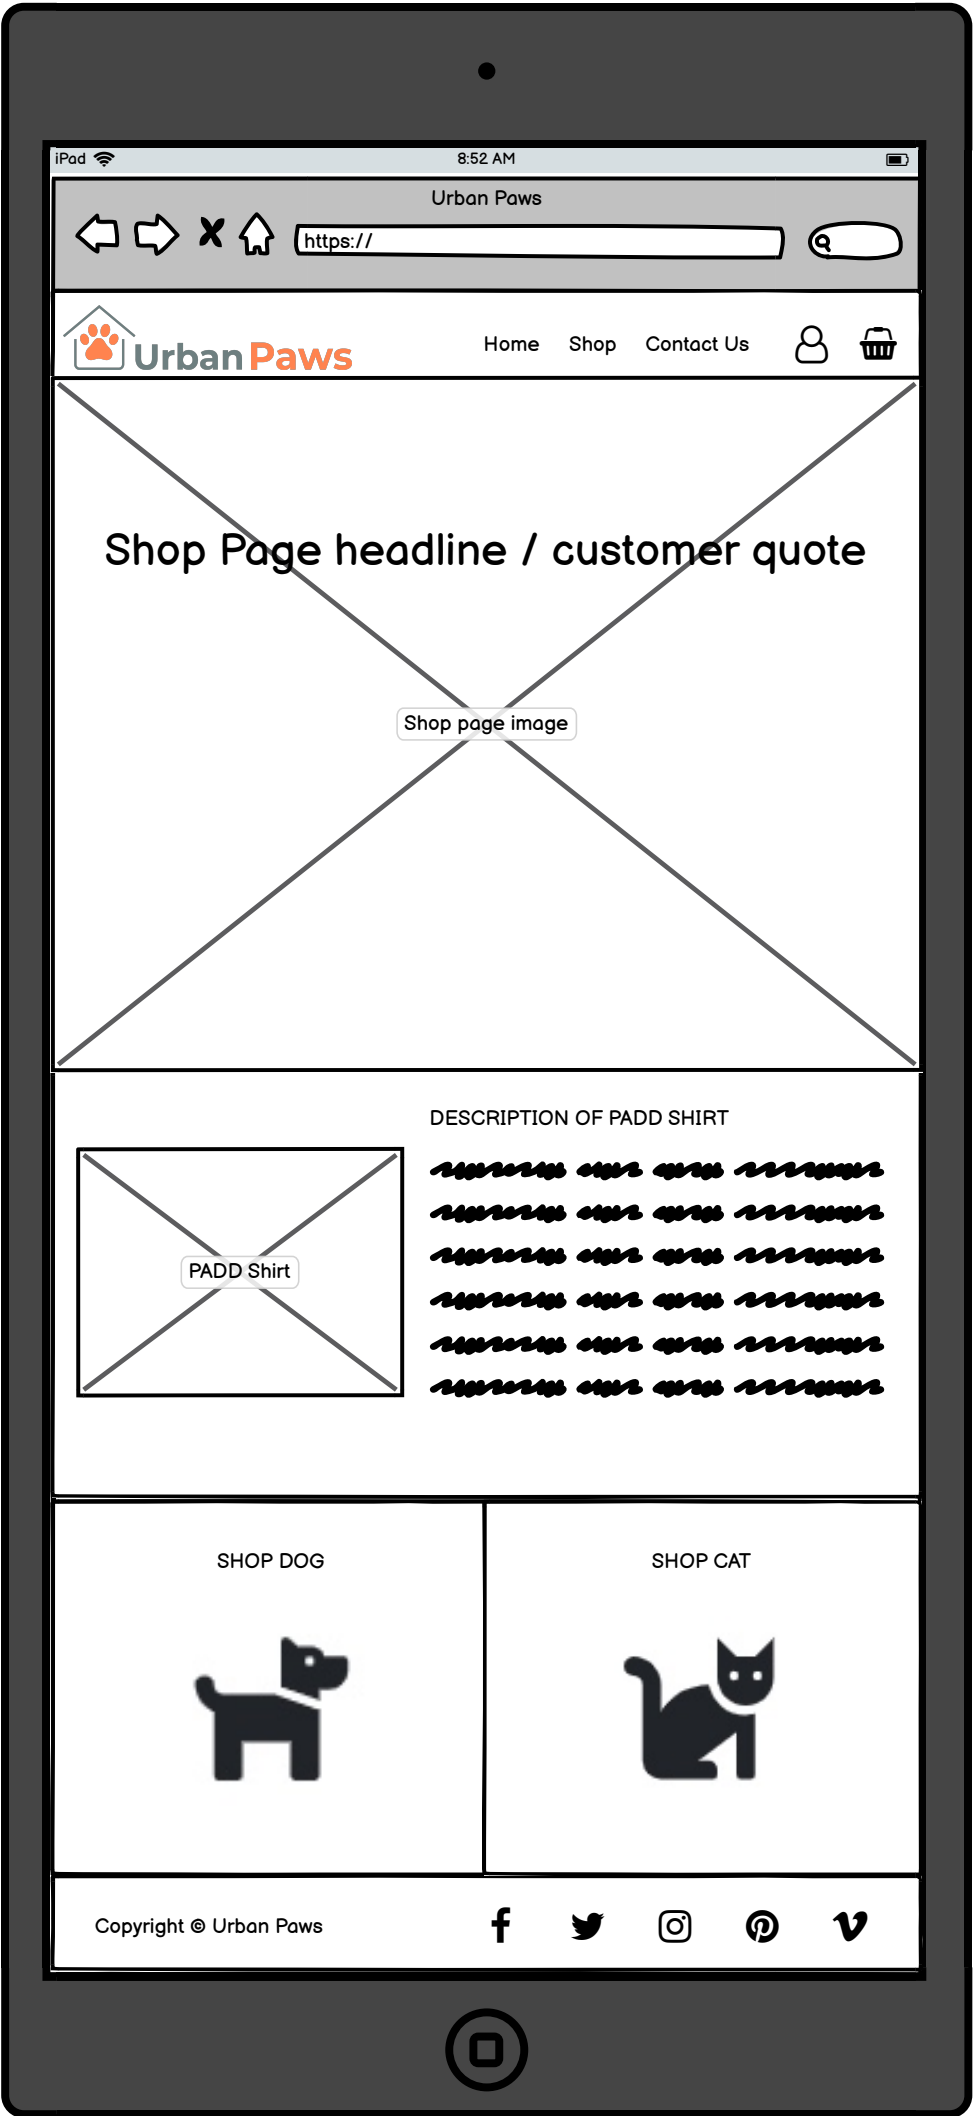 iPad
8:52 AM
Urban Paws
https://
Urban Paws
Home Shop Contact Us
Shop Page headline / customer quote
Shop page image
DESCRIPTION OF PADD SHIRT
PADD Shirt
SHOP DOG
SHOP CAT
Copyright © Urban Paws